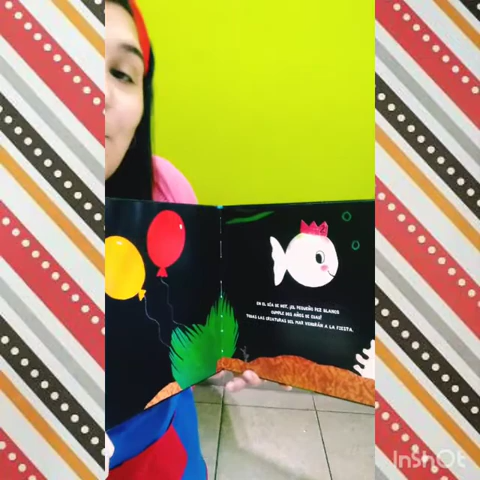 EN EL DÍA DE HOY, ¡EL PEQUEÑO PEZ BLANCO
CUMPLE DOS AÑOS DE EDAD!
TODAS LAS CRIATURAS DEL MAR VENDRÁN A LA FIESTA.
InShOt